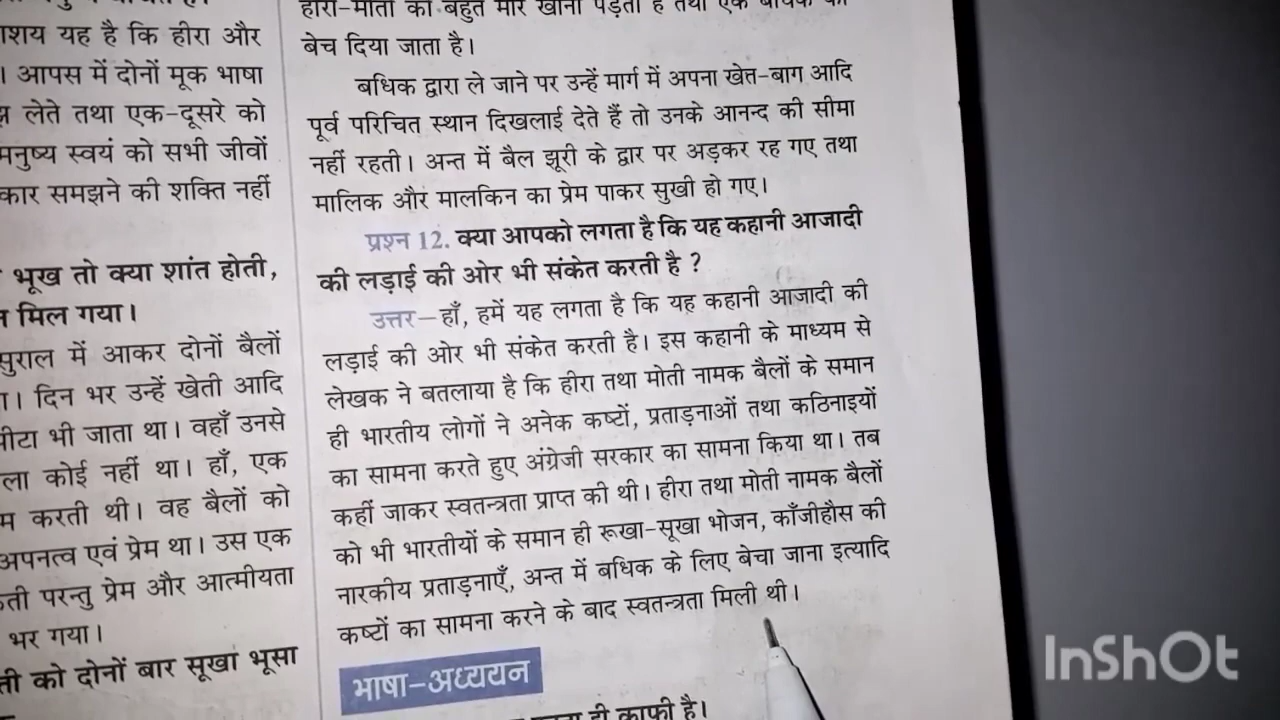 शय यह है कि हीरा और
। आपस में दोनों मूक भाषा
लेते तथा एक-दूसरे को
मनुष्य स्वयं को सभी जीवों
कार समझने की शक्ति नहीं
भूख तो क्या शांत होती,
मिल गया।
सुराल में आकर दोनों बैलों
। दिन भर उन्हें खेती आदि
पीटा भी जाता था। वहाँ उनसे
ला कोई नहीं था। हाँ, एक
म करती थी। वह बैलों को
अपनत्व एवं प्रेम था। उस एक
ती परन्तु प्रेम और आत्मीयता
भर गया।
ती को दोनों बार सूखा भूसा
हीरा-मोती को बहुत मार खानी पड़ती है तथा एक
बेच दिया जाता है।
बधिक द्वारा ले जाने पर उन्हें मार्ग में अपना खेत-बाग आदि
पूर्व परिचित स्थान दिखलाई देते हैं तो उनके आनन्द की सीमा
नहीं रहती। अन्त में बैल झूरी के द्वार पर अड़कर रह गए तथा
मालिक और मालकिन का प्रेम पाकर सुखी हो गए।
प्रश्न 12. क्या आपको लगता है कि यह कहानी आजादी
की लड़ाई की ओर भी संकेत करती है ?
उत्तर—हाँ, हमें यह लगता है कि यह कहानी आजादी की
लड़ाई की ओर भी संकेत करती है। इस कहानी के माध्यम से
लेखक ने बतलाया है कि हीरा तथा मोती नामक बैलों के समान
ही भारतीय लोगों ने अनेक कष्टों, प्रताड़नाओं तथा कठिनाइयों
का सामना करते हुए अंग्रेजी सरकार का सामना किया था। तब
कहीं जाकर स्वतन्त्रता प्राप्त की थी। हीरा तथा मोती नामक बैलों
को भी भारतीयों के समान ही रूखा-सूखा भोजन, काँजीहौस की
नारकीय प्रताड़नाएँ, अन्त में बधिक के लिए बेचा जाना इत्यादि
कष्टों का सामना करने के बाद स्वतन्त्रता मिली थी।
भाषा-अध्ययन
ही काफी है।
InShOt